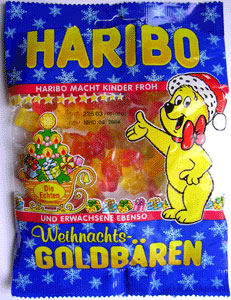 HARIBO
HARIBO MACHT KINDER FROH
Die
Echten
UND ERWACHSENE EBENSO
Weihnachts-
GOLDBÄREN